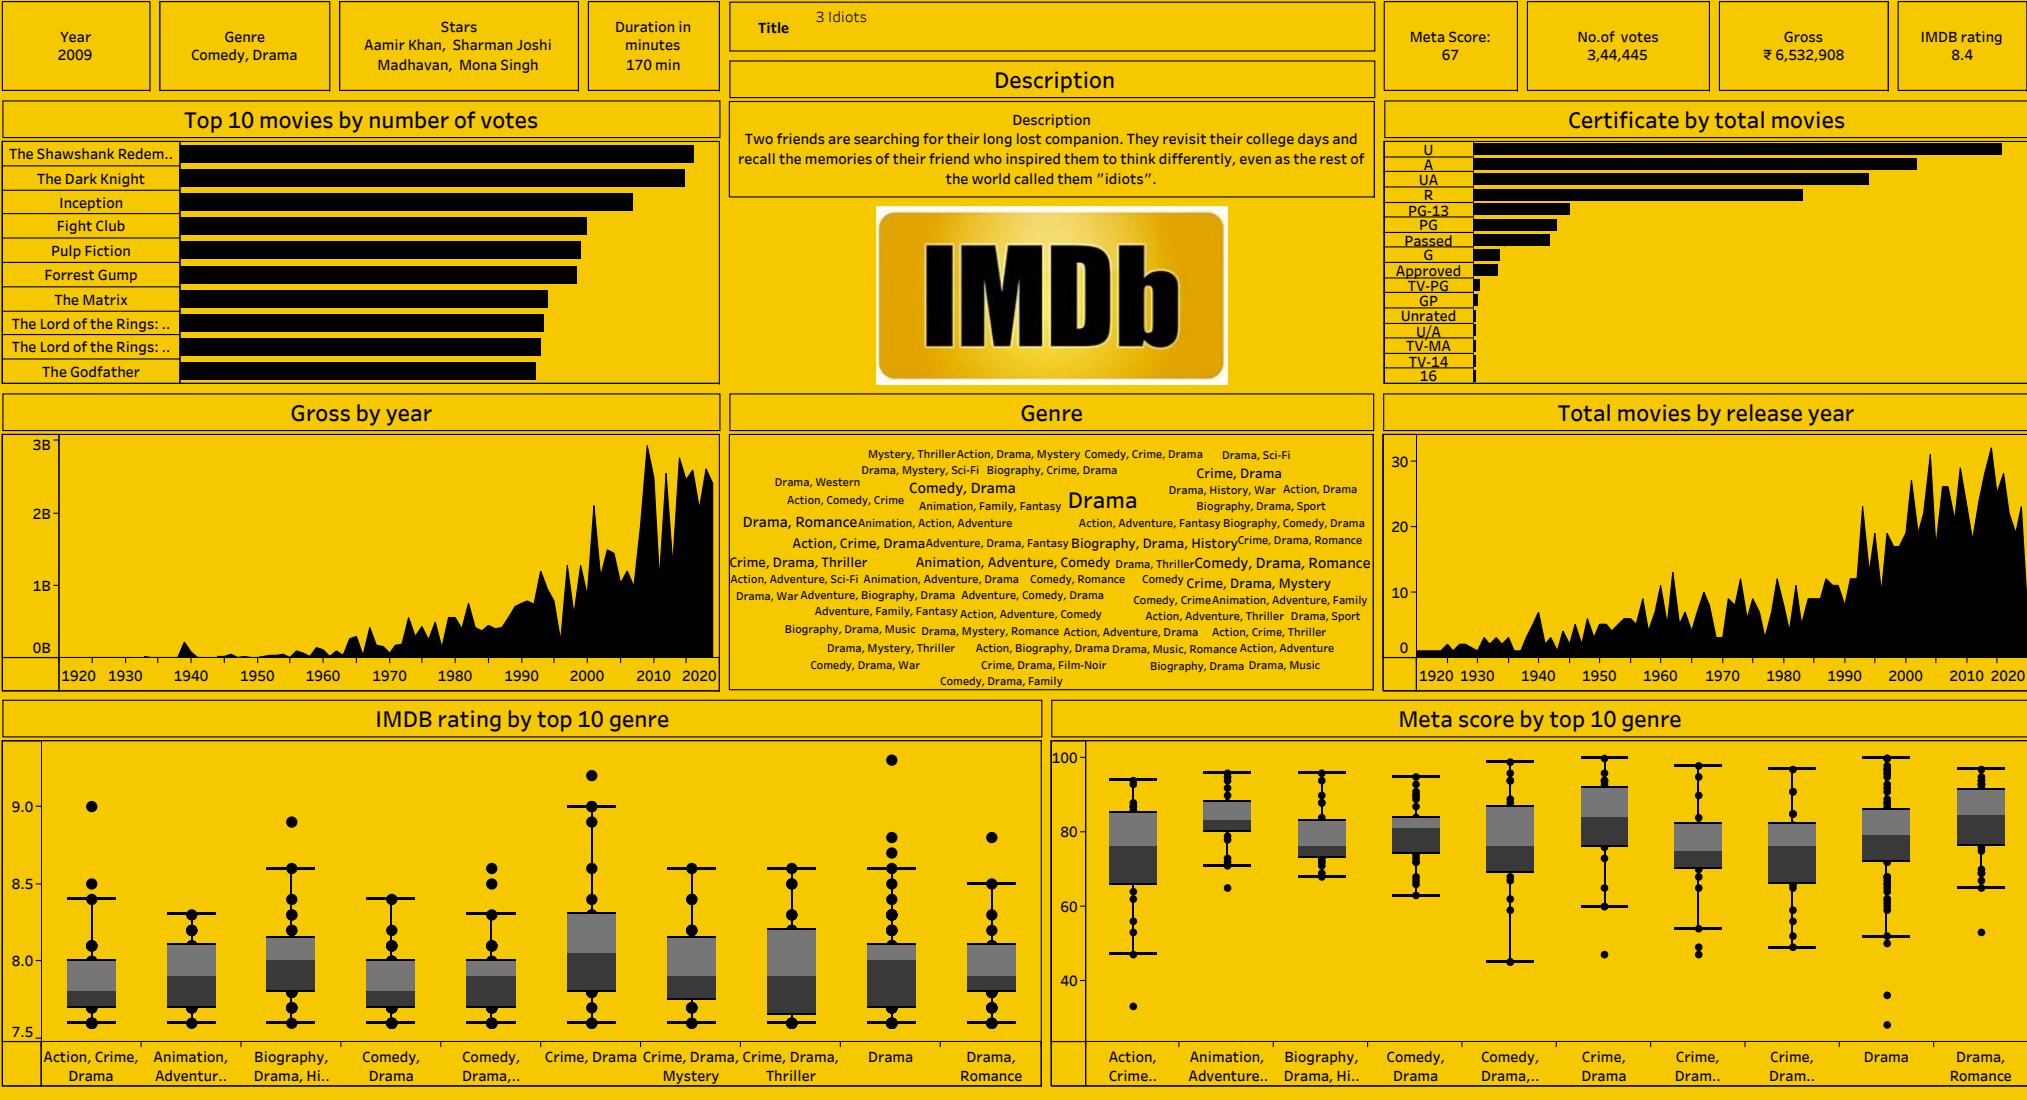 Year
2009
Genre
Comedy, Drama
Stars
Aamir Khan, Sharman Joshi
Madhavan, Mona Singh
Duration in
minutes
170 min
Title
3 Idiots
Meta Score:
67
No.of votes
3,44,445
Gross
₹ 6,532,908
IMDB rating
8.4
Description
Description
Two friends are searching for their long lost companion. They revisit their college days and
recall the memories of their friend who inspired them to think differently, even as the rest of
the world called them "idiots".
IMDb
Top 10 movies by number of votes
The Shawshank Redem..
The Dark Knight
Inception
Fight Club
Pulp Fiction
Forrest Gump
The Matrix
The Lord of the Rings: ..
The Lord of the Rings: ..
The Godfather
Certificate by total movies
U
A
UA
R
PG-13
PG
Passed
G
Approved
TV-PG
GP
Unrated
U/A
TV-MA
TV-14
16
Gross by year
3B
2B
1B
0B
1920 1930 1940 1950 1960 1970 1980 1990 2000 2010 2020
Genre
Mystery, Thriller Action, Drama, Mystery Comedy, Crime, Drama Drama, Sci-Fi
Drama, Mystery, Sci-Fi Biography, Crime, Drama Crime, Drama
Drama, Western Comedy, Drama Drama Drama, History, War Action, Drama
Action, Comedy, Crime Animation, Family, Fantasy Biography, Drama, Sport
Drama, Romance Animation, Action, Adventure Action, Adventure, Fantasy Biography, Comedy, Drama
Action, Crime, Drama Adventure, Drama, Fantasy Biography, Drama, History Crime, Drama, Romance
Crime, Drama, Thriller Animation, Adventure, Comedy Drama, Thriller Comedy, Drama, Romance
Action, Adventure, Sci-Fi Animation, Adventure, Drama Comedy, Romance Comedy Crime, Drama, Mystery
Drama, War Adventure, Biography, Drama Adventure, Comedy, Drama Comedy, Crime Animation, Adventure, Family
Adventure, Family, Fantasy Action, Adventure, Comedy Action, Adventure, Thriller Drama, Sport
Biography, Drama, Music Drama, Mystery, Romance Action, Adventure, Drama Action, Crime, Thriller
Drama, Mystery, Thriller Action, Biography, Drama Drama, Music, Romance Action, Adventure
Comedy, Drama, War Crime, Drama, Film-Noir Biography, Drama Drama, Music
Comedy, Drama, Family
Total movies by release year
30
20
10
0
1920 1930 1940 1950 1960 1970 1980 1990 2000 2010 2020
IMDB rating by top 10 genre
9.0
8.5
8.0
7.5
Action, Crime,
Drama
Animation,
Adventur..
Biography,
Drama, Hi..
Comedy,
Drama
Comedy,
Drama,..
Crime, Drama
Crime, Drama,
Mystery
Crime, Drama,
Thriller
Drama
Drama,
Romance
Meta score by top 10 genre
100
80
60
40
Action,
Crime..
Animation,
Adventure..
Biography,
Drama, Hi..
Comedy,
Drama
Comedy,
Drama,..
Crime,
Drama
Crime,
Dram..
Crime,
Dram..
Drama
Drama,
Romance